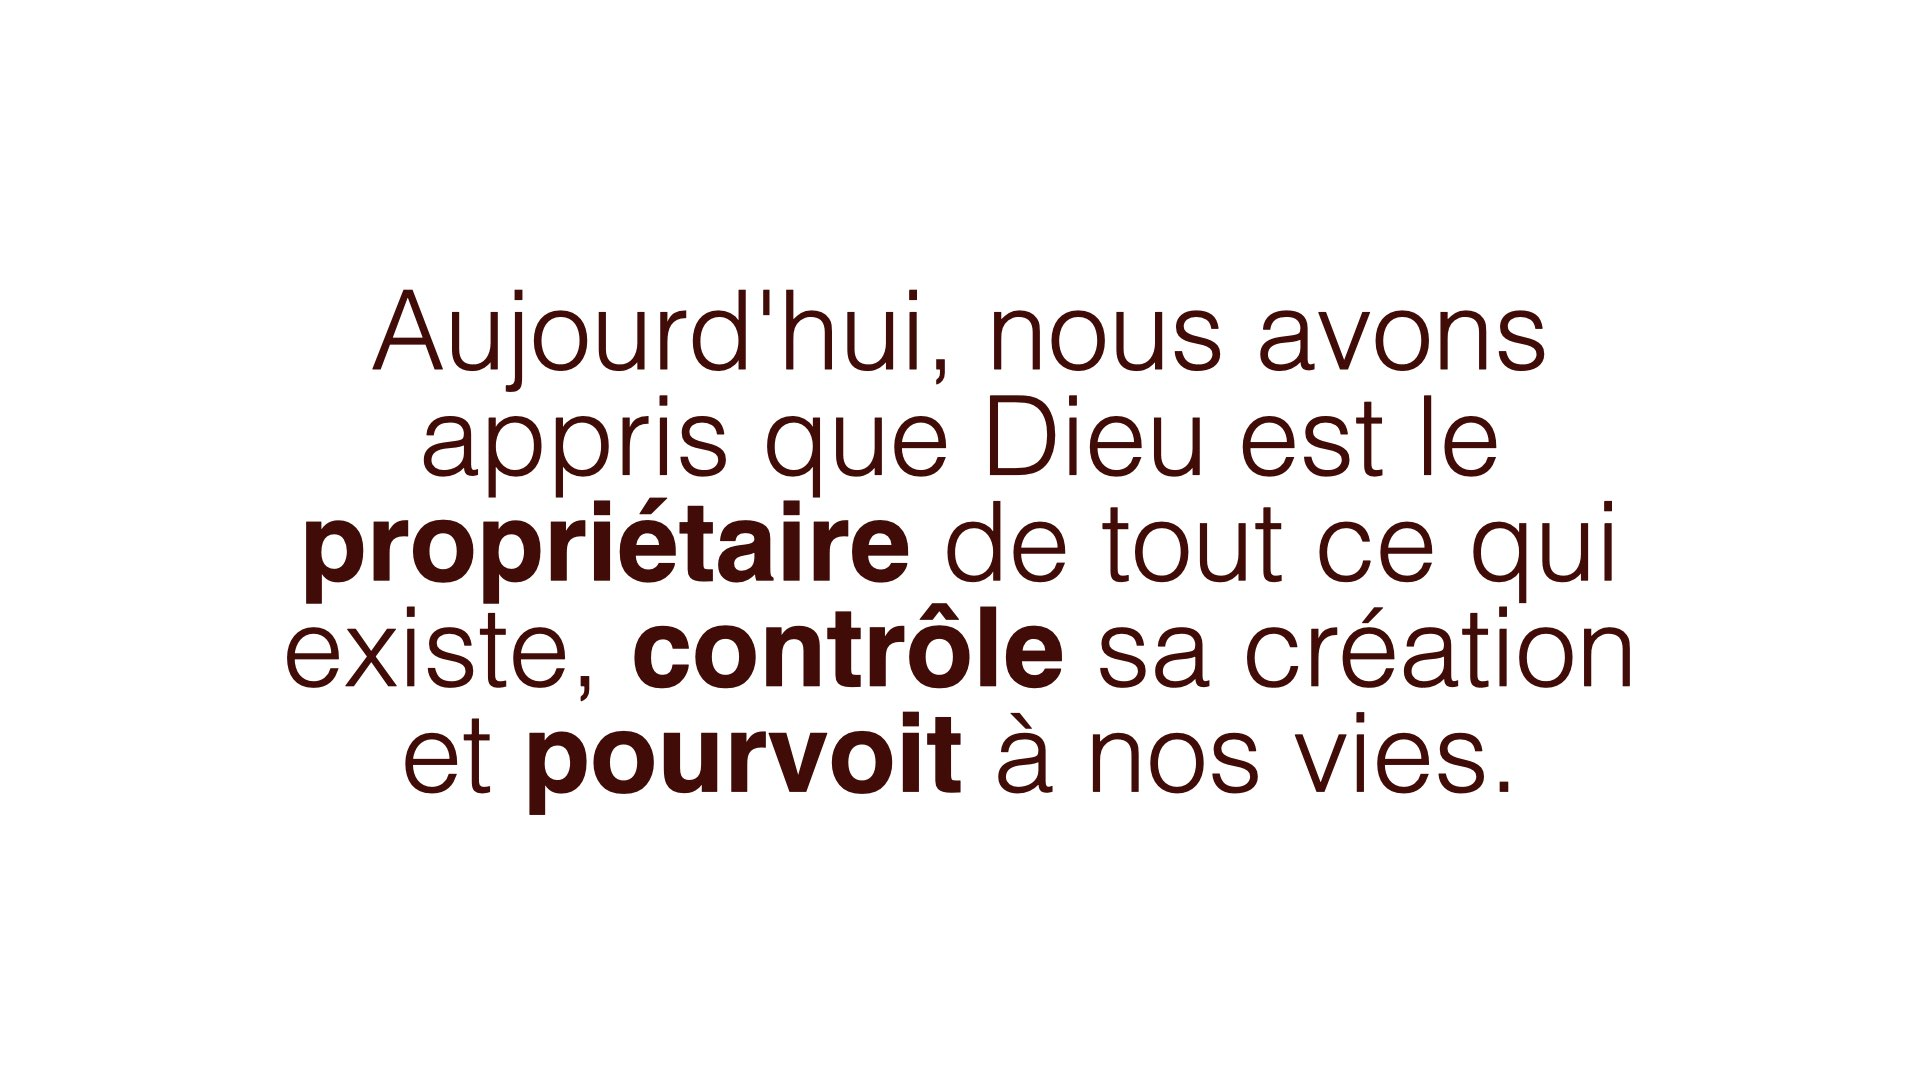 Aujourd'hui, nous avons
appris que Dieu est le
propriétaire de tout ce qui
existe, contrôle sa création
et pourvoit à nos vies.